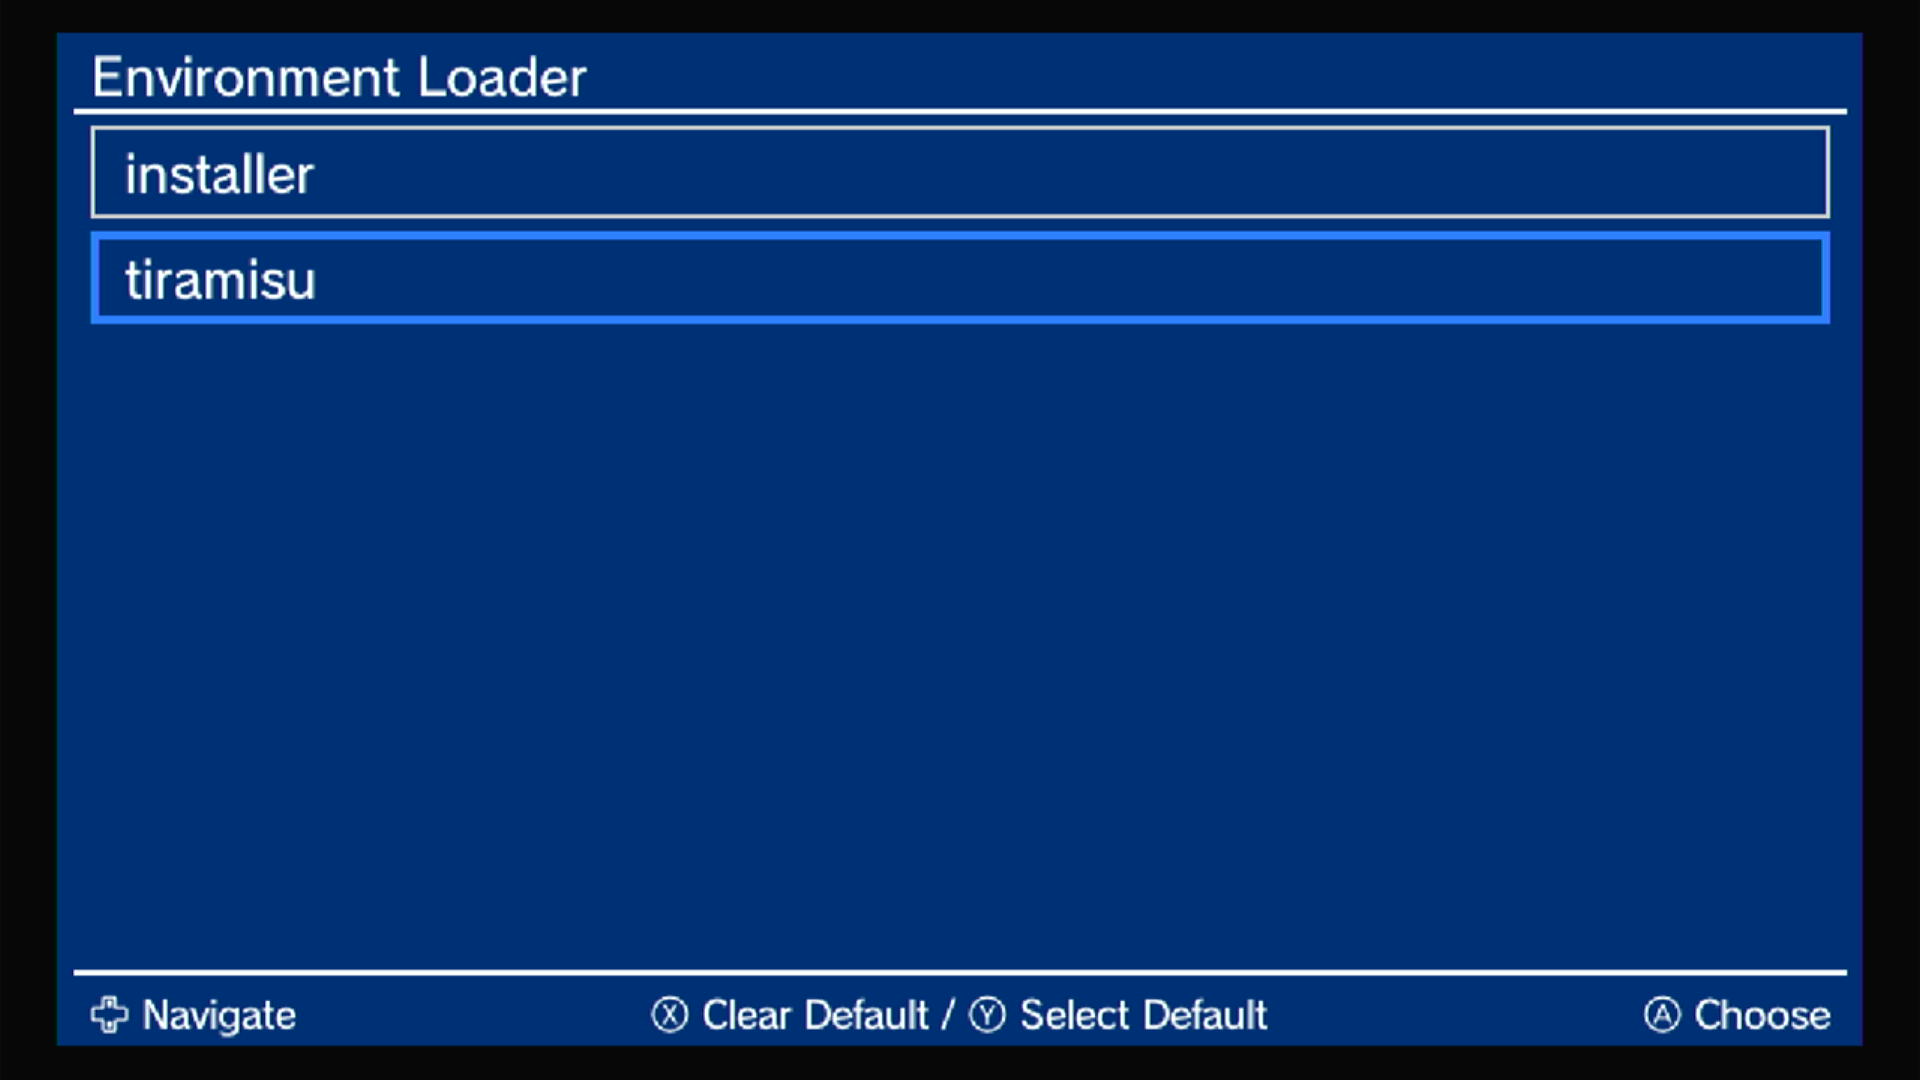 Environment Loader
installer
tiramisu
Navigate
Ⓧ Clear Default / Ⓨ Select Default
Ⓐ Choose